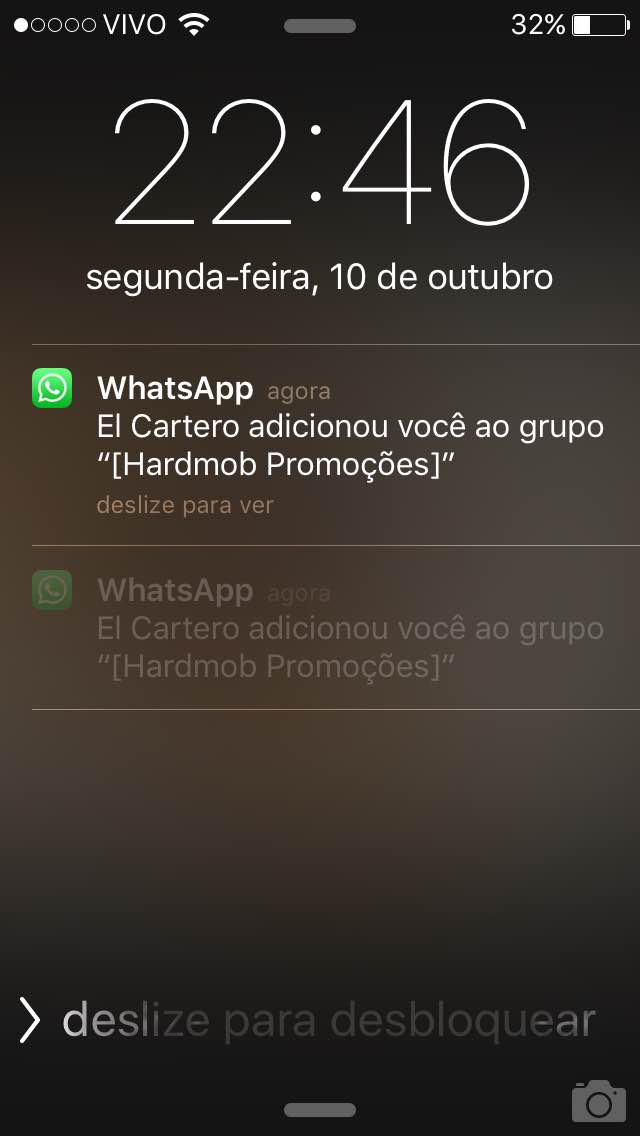 VIVO 32%
22:46
segunda-feira, 10 de outubro
WhatsApp agora
El Cartero adicionou você ao grupo
“[Hardmob Promoções]”
deslize para ver
WhatsApp agora
El Cartero adicionou você ao grupo
“[Hardmob Promoções]”
deslize para desbloquear